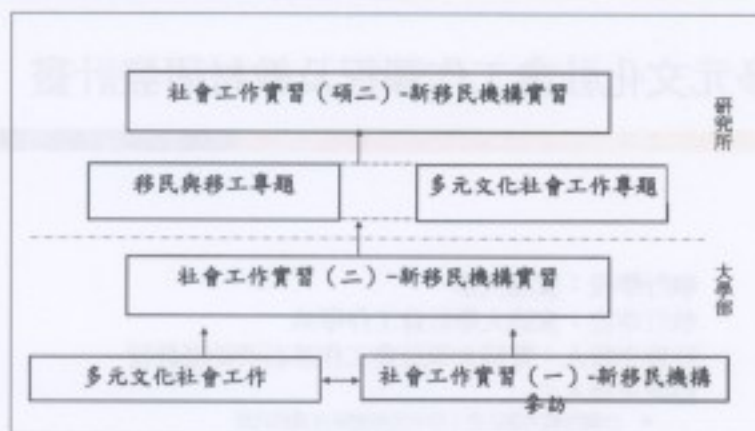 社會工作實習（碩二）-新移民機構實習
研究所
移民與移工專題
多元文化社會工作專題
社會工作實習（二）-新移民機構實習
大學部
多元文化社會工作
社會工作實習（一）-新移民機構
參訪